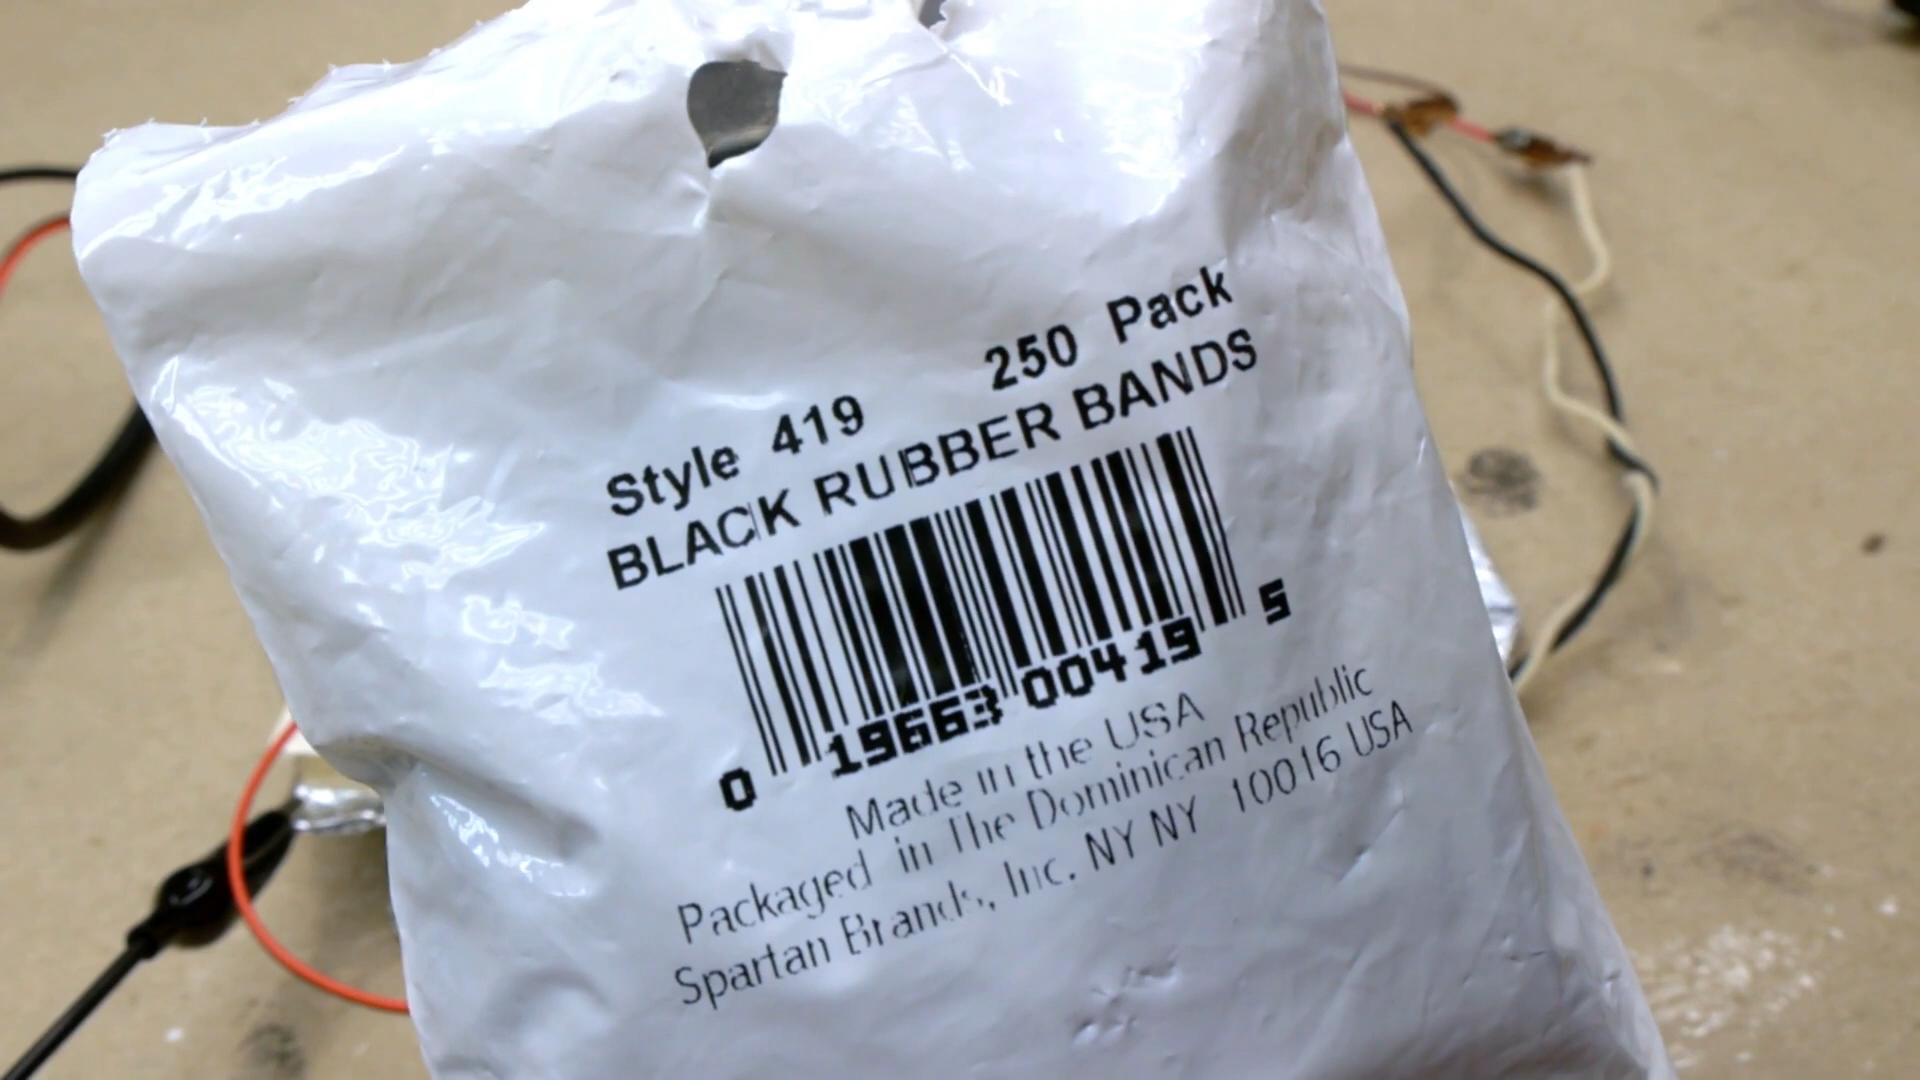 Style 419 250 Pack
BLACK RUBBER BANDS
0 19663 00419 5
Made in the USA
Packaged in The Dominican Republic
Spartan Brands, Inc. NY NY 10016 USA